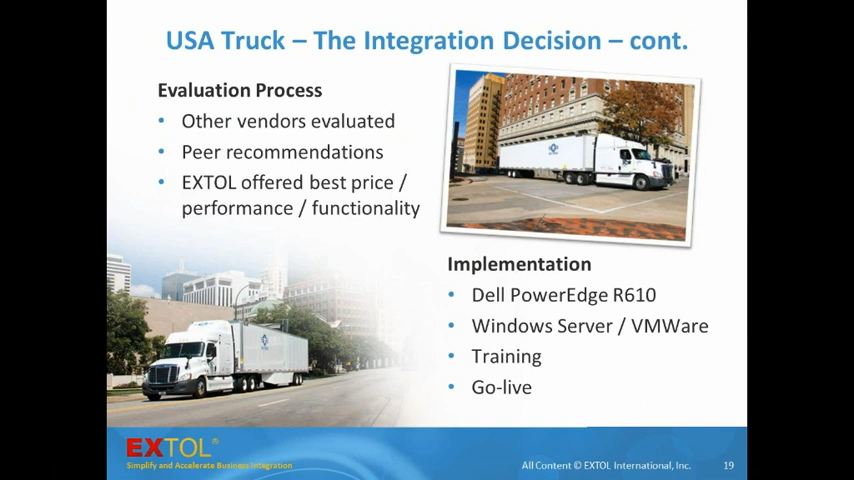 USA Truck – The Integration Decision – cont.
Evaluation Process
• Other vendors evaluated
• Peer recommendations
• EXTOL offered best price /
performance / functionality
Implementation
• Dell PowerEdge R610
• Windows Server / VMWare
• Training
• Go-live
EXTOL®
Simplify and Accelerate Business Integration
All Content © EXTOL International, Inc.
19